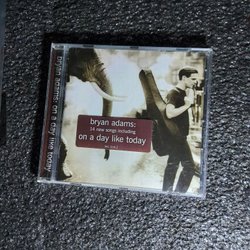 bryan adams: on a day like today
bryan adams:
14 new songs including
on a day like today